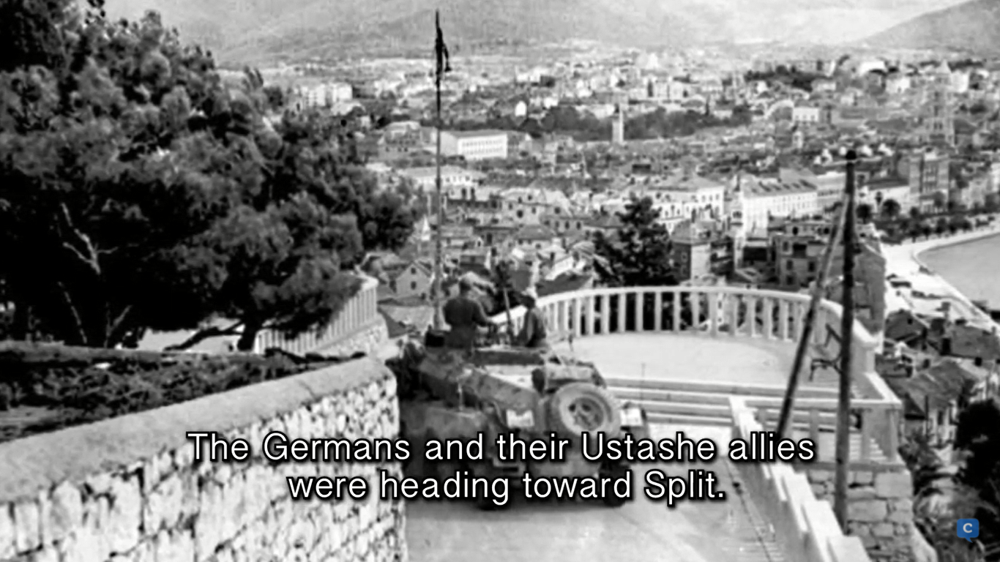 The Germans and their Ustashe allies
were heading toward Split.
C